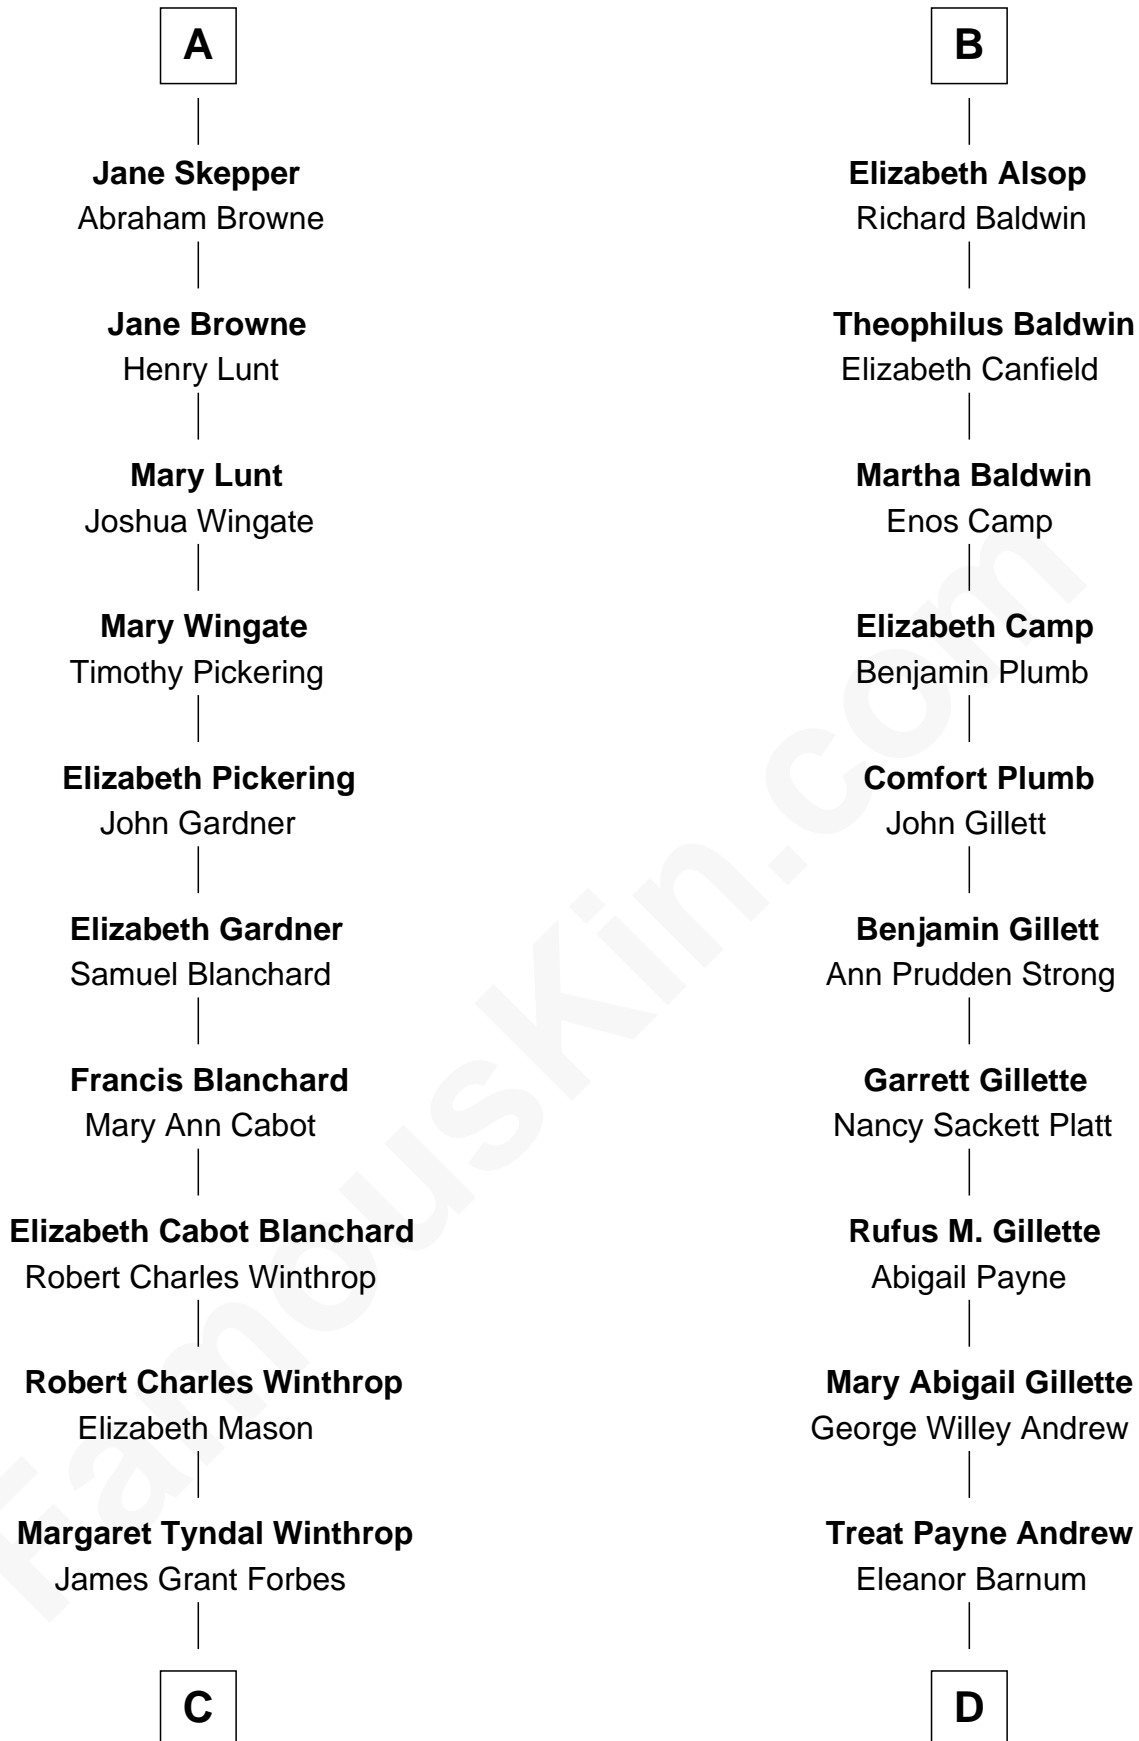 A
Jane Skepper
Abraham Browne
Jane Browne
Henry Lunt
Mary Lunt
Joshua Wingate
Mary Wingate
Timothy Pickering
Elizabeth Pickering
John Gardner
Elizabeth Gardner
Samuel Blanchard
Francis Blanchard
Mary Ann Cabot
Elizabeth Cabot Blanchard
Robert Charles Winthrop
Robert Charles Winthrop
Elizabeth Mason
Margaret Tyndal Winthrop
James Grant Forbes
C
B
Elizabeth Alsop
Richard Baldwin
Theophilus Baldwin
Elizabeth Canfield
Martha Baldwin
Enos Camp
Elizabeth Camp
Benjamin Plumb
Comfort Plumb
John Gillett
Benjamin Gillett
Ann Prudden Strong
Garrett Gillette
Nancy Sackett Platt
Rufus M. Gillette
Abigail Payne
Mary Abigail Gillette
George Willey Andrew
Treat Payne Andrew
Eleanor Barnum
D
FamousKin.com